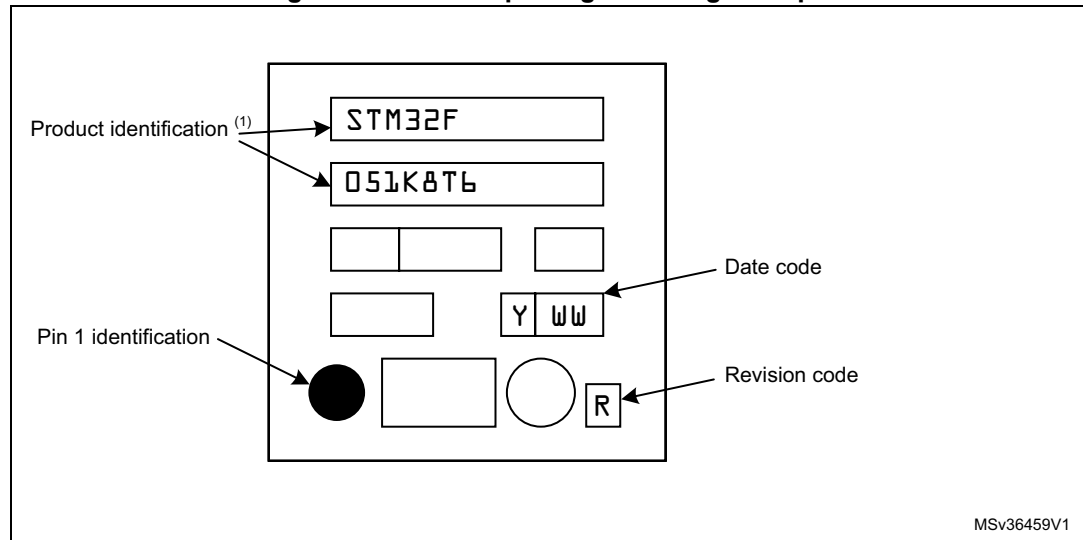 Product identification (1)
STM32F
051K8T6
Date code
Y WW
Pin 1 identification
Revision code
R
MSv36459V1